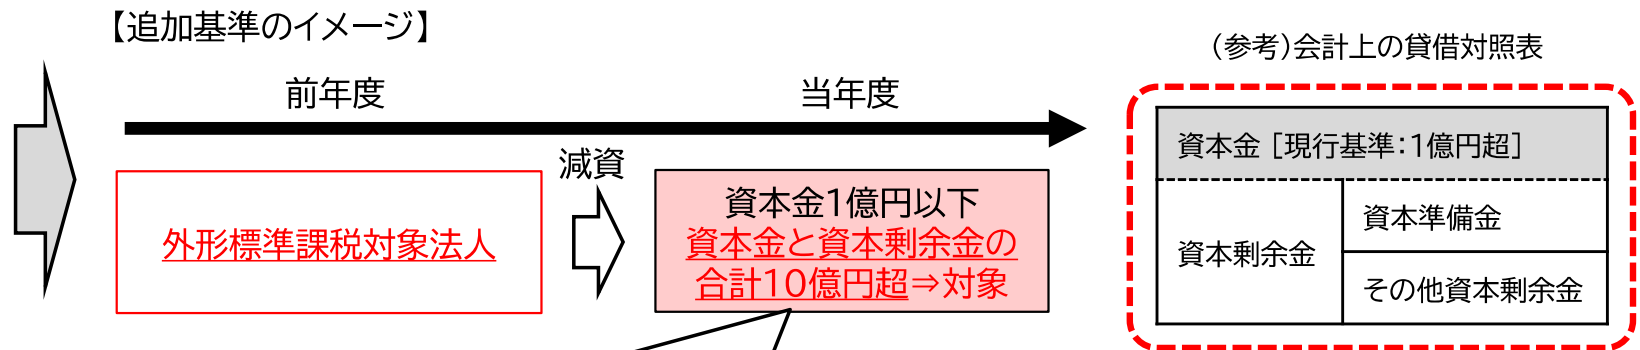 【追加基準のイメージ】
前年度
当年度
減資
外形標準課税対象法人
資本金1億円以下
資本金と資本剰余金の
合計10億円超⇒対象
（参考）会計上の貸借対照表
資本金［現行基準：1億円超］
資本剰余金
資本準備金
その他資本剰余金